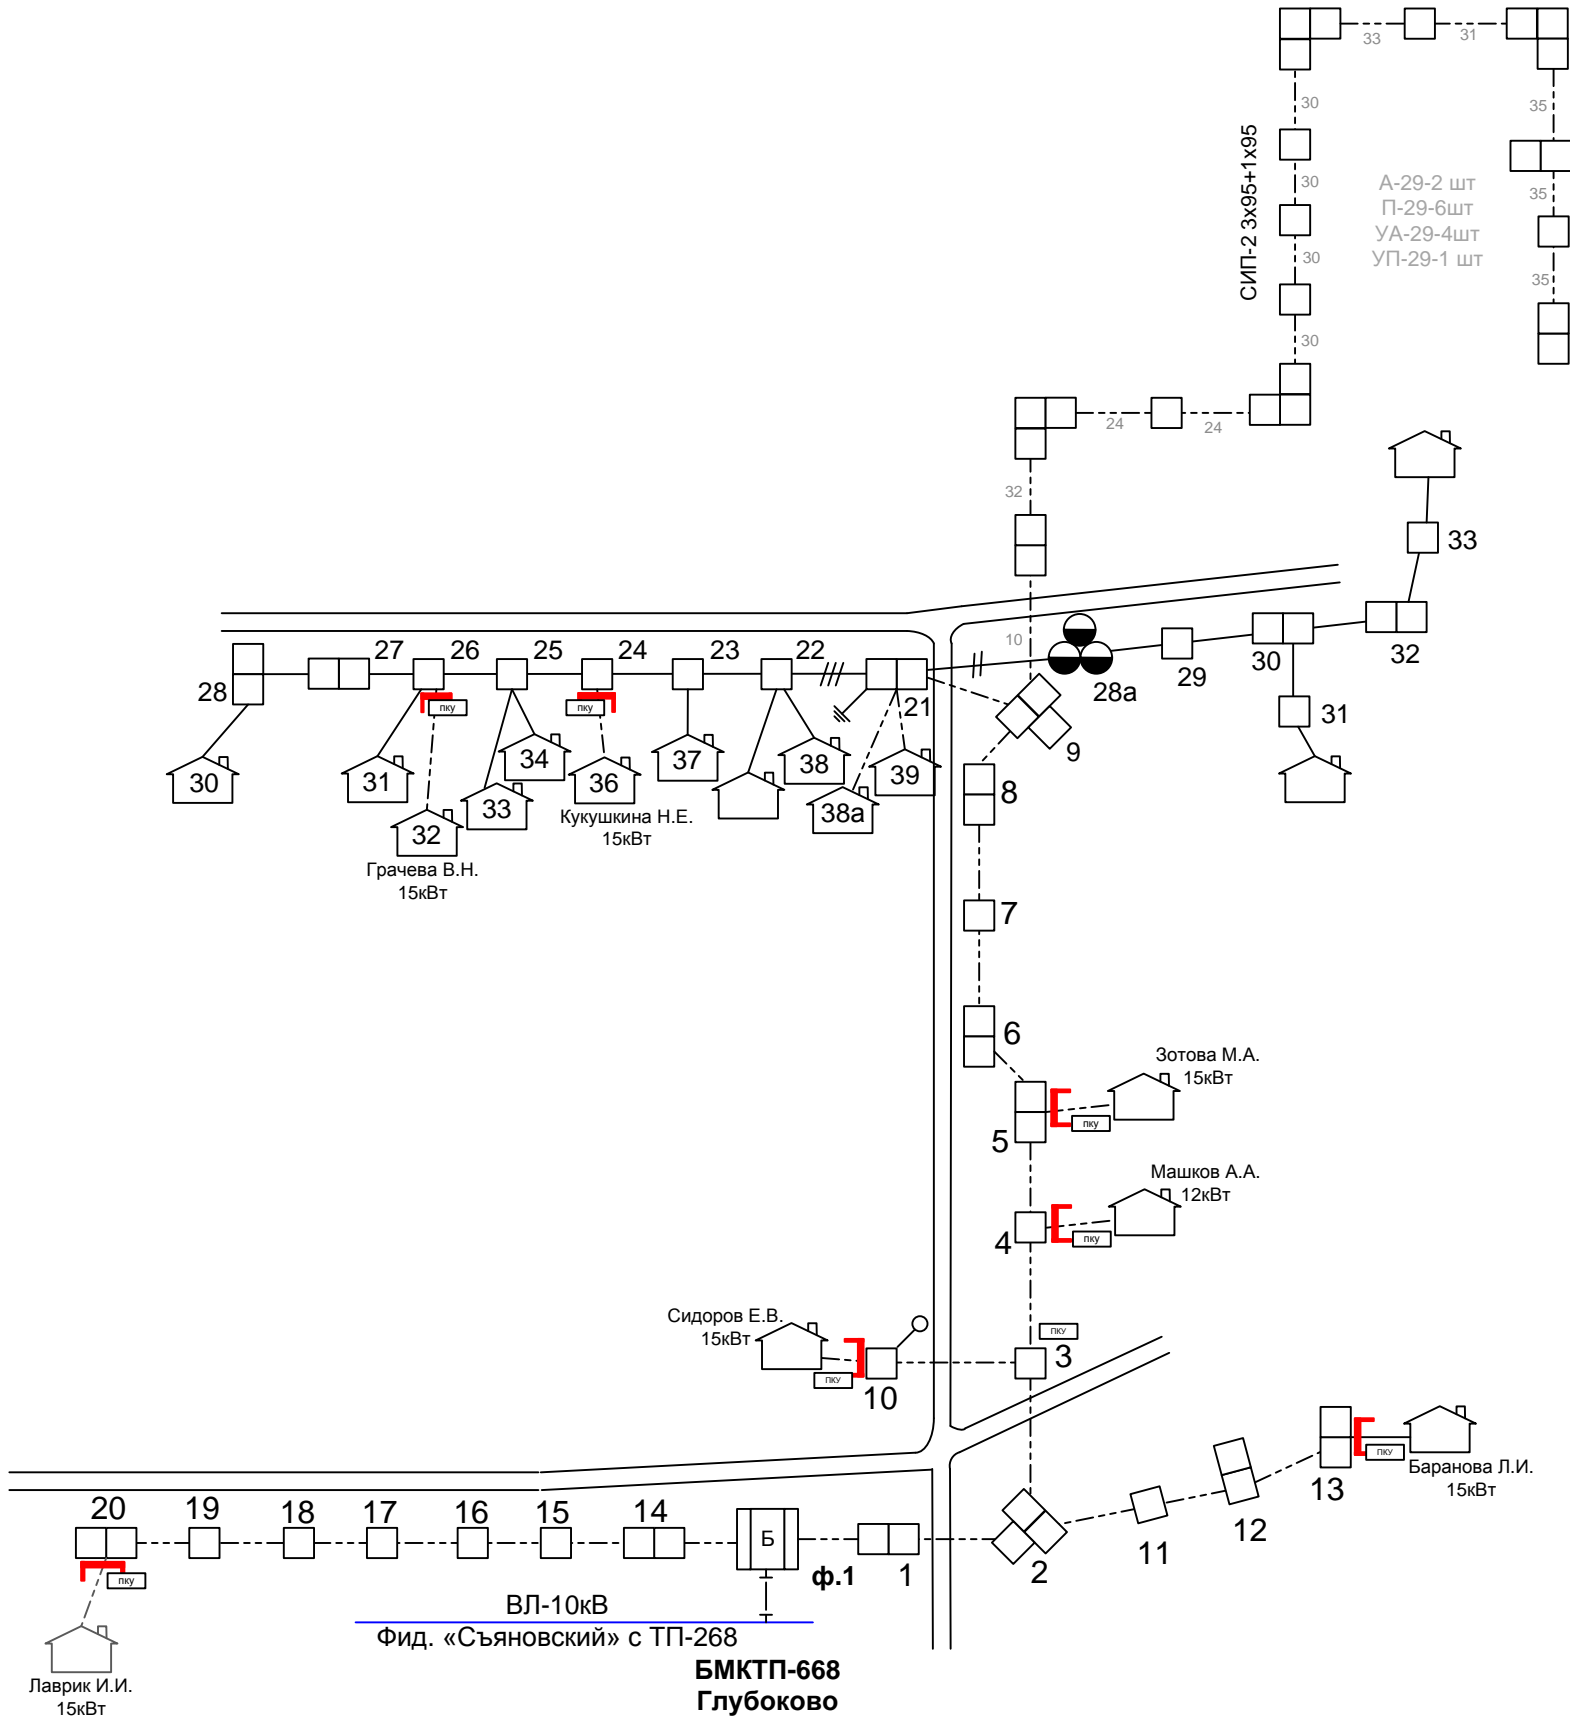 33
31
30
35
СИП-2 3х95+1х95
30
А-29-2 шт
П-29-6шт
УА-29-4шт
УП-29-1 шт
35
30
35
30
24
24
32
33
10
27
26
25
24
23
22
28
21
28а
29
30
32
31
9
пку
пку
30
31
32
33
34
36
37
38
38а
39
Кукушкина Н.Е.
15кВт
Грачева В.Н.
15кВт
8
7
6
Зотова М.А.
15кВт
пку
5
Машков А.А.
12кВт
пку
4
Сидоров Е.В.
15кВт
пку
10
пку
3
13
пку
Баранова Л.И.
15кВт
12
11
2
1
ф.1
Б
14
15
16
17
18
19
20
пку
ВЛ-10кВ
Фид. «Съяновский» с ТП-268
БМКТП-668
Глубоково
Лаврик И.И.
15кВт